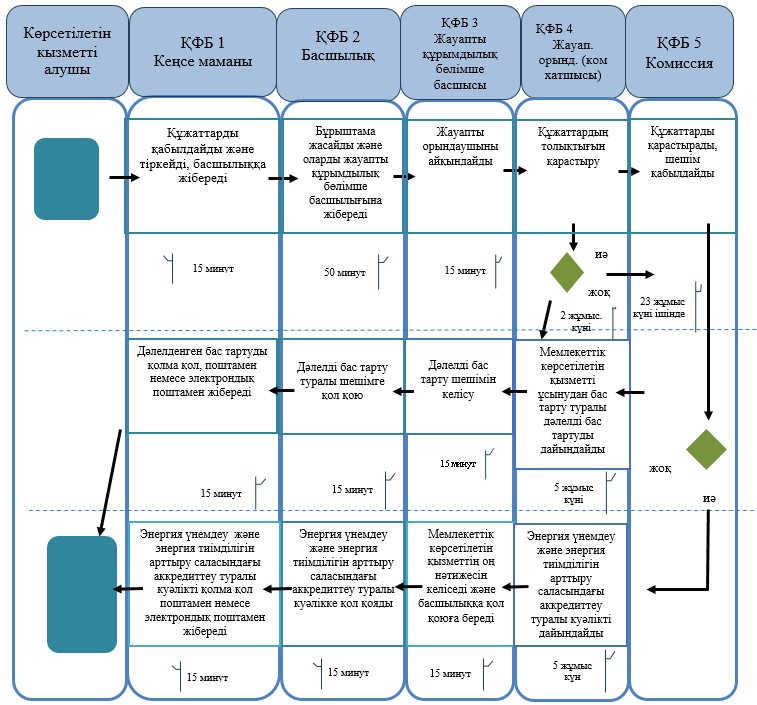 Көрсетілетін
қызметті
алушы
ҚФБ 1
Кеңсе маманы
ҚФБ 2
Басшылық
ҚФБ 3
Жауапты
құрымдылық
бөлімше
басшысы
ҚФБ 4
Жауап.
орынд. (ком
хатшысы)
ҚФБ 5
Комиссия
Құжаттарды
қабылдайды және
тіркейді, басшылыққа
жібереді
Бұрыштама
жасайды және
оларды жауапты
құрымдылық
бөлімше
басшылығына
жібереді
Жауапты
орындаушыны
айқындайды
Құжаттардың
толықтығын
қарастыру
Құжаттарды
қарастырады,
шешім
қабылдайды
15 минут
50 минут
15 минут
иә
жоқ
2 жұмыс.
күні
23 жұмыс
күні ішінде
Дәлелденген бас тартуды
қолма қол, поштамен
немесе электрондық
поштамен жібереді
Дәлелді бас тарту
туралы шешімге
қол қою
Дәлелді бас
тарту шешімін
келісу
Мемлекеттік
көрсетілетін
қызметті
ұсынудан бас
тарту туралы
дәлелді бас
тартуды
дайындайды
15 минут
15 минут
15 минут
5 жұмыс
күні
жоқ
иә
Энергия үнемдеу және
энергия тиімділігін
арттыру саласындағы
аккредиттеу туралы
куәлікті қолма қол
поштамен немесе
электрондық поштамен
жібереді
Энергия үнемдеу
және энергия
тиімділігін арттыру
саласындағы
аккредиттеу туралы
куәлікке қол қояды
Мемлекеттік
көрсетілетін
қызметтің оң
нәтижесін
келіседі және
басшылыққа қол
қоюға береді
Энергия үнемдеу
және энергия
тиімділігін
арттыру
саласындағы
аккредиттеу
туралы куәлікті
дайындайды
15 минут
15 минут
15 минут
5 жұмыс
күн